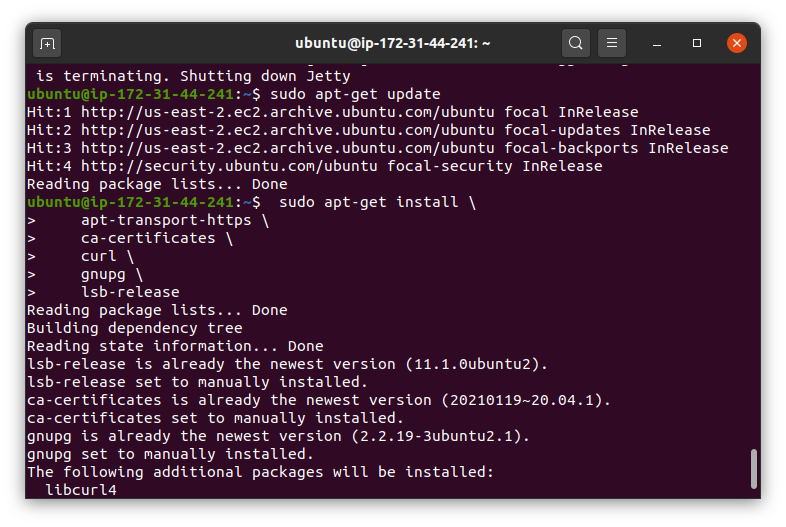 ubuntu@ip-172-31-44-241: ~
is terminating. Shutting down Jetty
ubuntu@ip-172-31-44-241:~$ sudo apt-get update
Hit:1 http://us-east-2.ec2.archive.ubuntu.com/ubuntu focal InRelease
Hit:2 http://us-east-2.ec2.archive.ubuntu.com/ubuntu focal-updates InRelease
Hit:3 http://us-east-2.ec2.archive.ubuntu.com/ubuntu focal-backports InRelease
Hit:4 http://security.ubuntu.com/ubuntu focal-security InRelease
Reading package lists... Done
ubuntu@ip-172-31-44-241:~$  sudo apt-get install \
>     apt-transport-https \
>     ca-certificates \
>     curl \
>     gnupg \
>     lsb-release
Reading package lists... Done
Building dependency tree
Reading state information... Done
lsb-release is already the newest version (11.1.0ubuntu2).
lsb-release set to manually installed.
ca-certificates is already the newest version (20210119~20.04.1).
ca-certificates set to manually installed.
gnupg is already the newest version (2.2.19-3ubuntu2.1).
gnupg set to manually installed.
The following additional packages will be installed:
  libcurl4